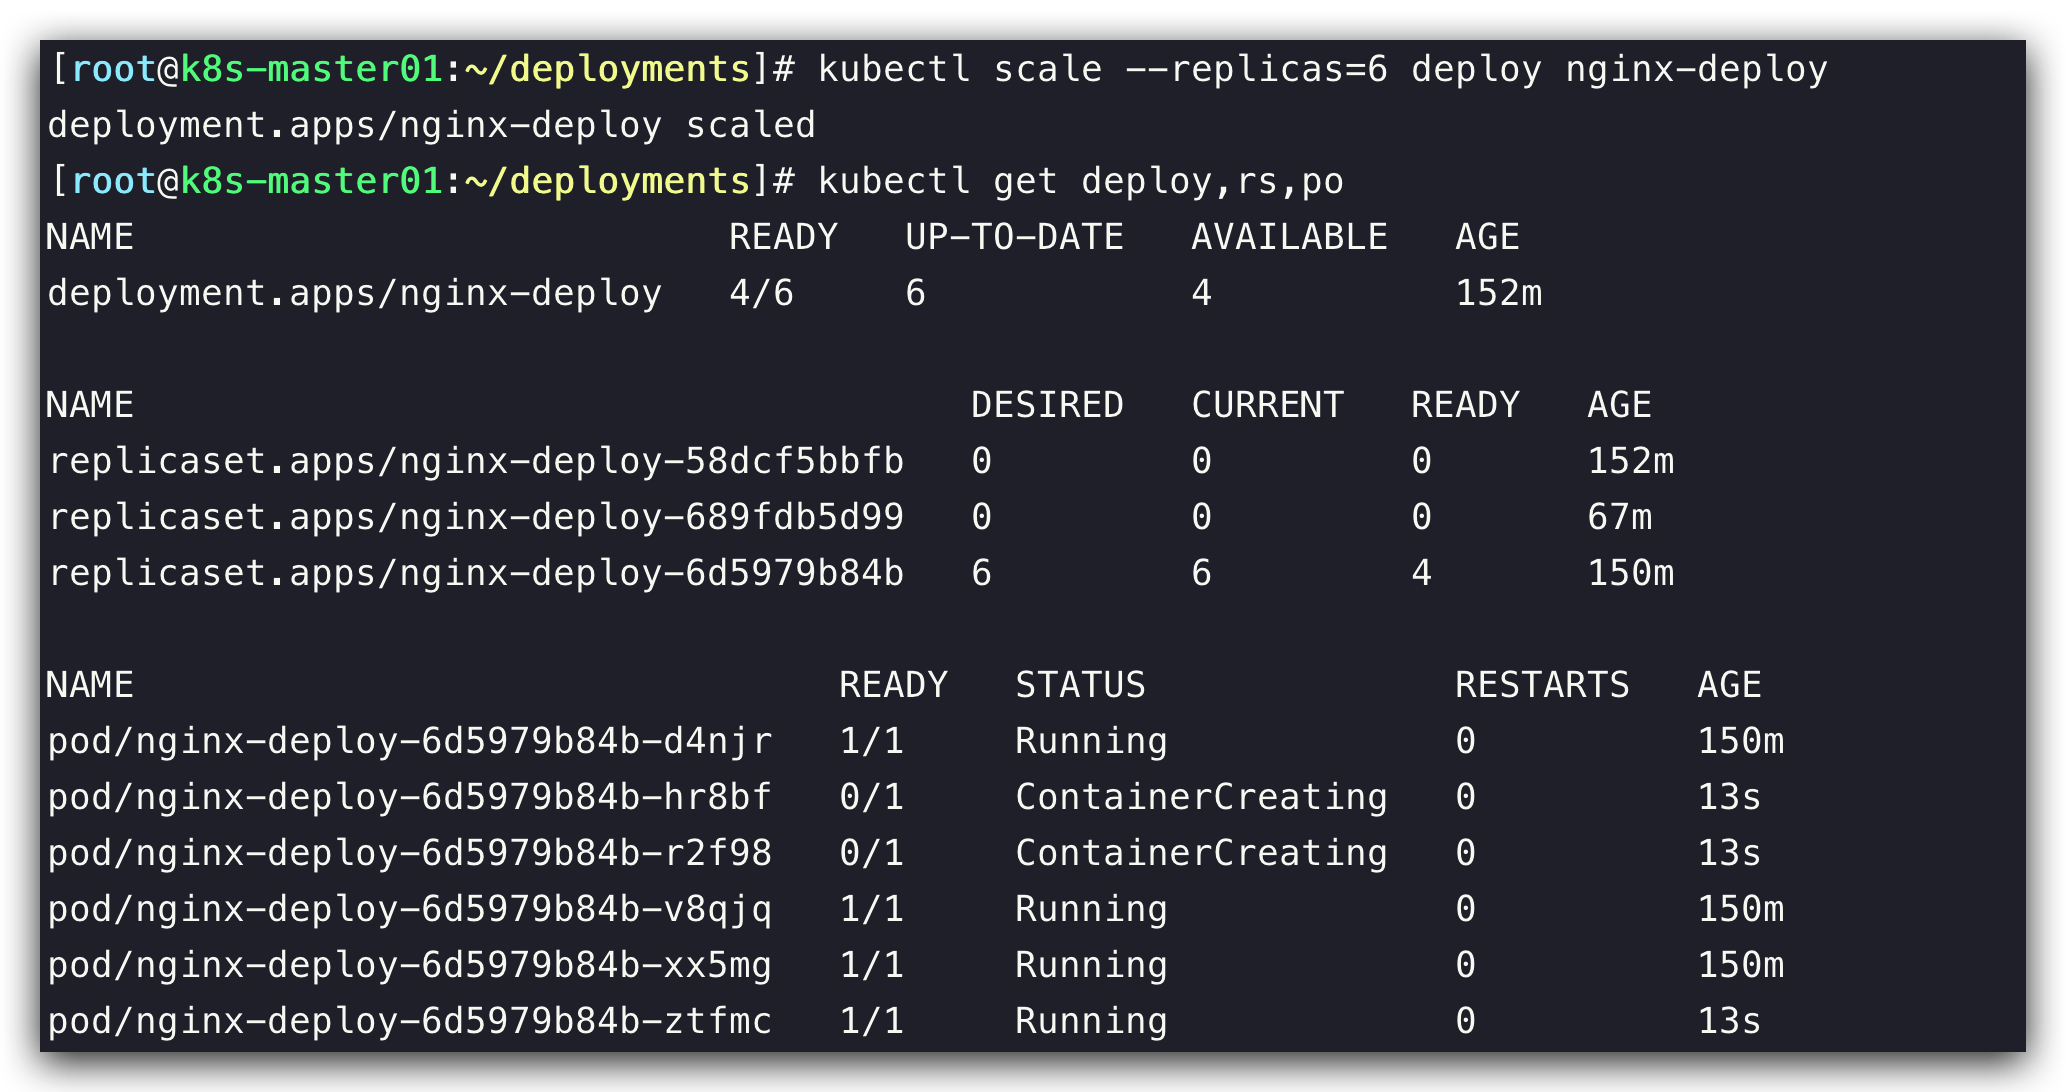 [root@k8s-master01:~/deployments]# kubectl scale --replicas=6 deploy nginx-deploy
deployment.apps/nginx-deploy scaled
[root@k8s-master01:~/deployments]# kubectl get deploy,rs,po
NAME                           READY   UP-TO-DATE   AVAILABLE   AGE
deployment.apps/nginx-deploy   4/6     6            4           152m

NAME                                      DESIRED   CURRENT   READY   AGE
replicaset.apps/nginx-deploy-58dcf5bbfb   0         0         0       152m
replicaset.apps/nginx-deploy-689fdb5d99   0         0         0       67m
replicaset.apps/nginx-deploy-6d5979b84b   6         6         4       150m

NAME                                READY   STATUS              RESTARTS   AGE
pod/nginx-deploy-6d5979b84b-d4njr   1/1     Running             0          150m
pod/nginx-deploy-6d5979b84b-hr8bf   0/1     ContainerCreating   0          13s
pod/nginx-deploy-6d5979b84b-r2f98   0/1     ContainerCreating   0          13s
pod/nginx-deploy-6d5979b84b-v8qjq   1/1     Running             0          150m
pod/nginx-deploy-6d5979b84b-xx5mg   1/1     Running             0          150m
pod/nginx-deploy-6d5979b84b-ztfmc   1/1     Running             0          13s